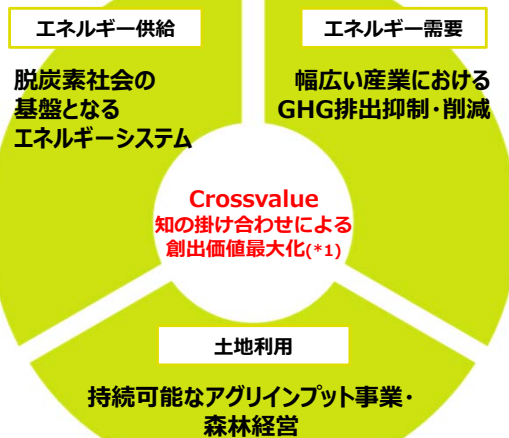 エネルギー供給
脱炭素社会の
基盤となる
エネルギーシステム
エネルギー需要
幅広い産業における
GHG排出抑制・削減
Crossvalue
知の掛け合わせによる
創出価値最大化(*1)
土地利用
持続可能なアグリインプット事業・
森林経営